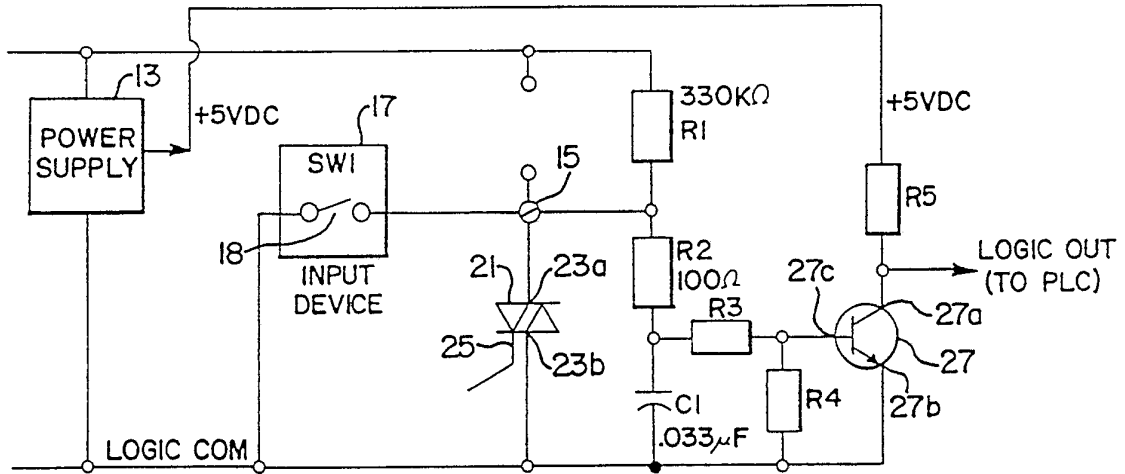 13
POWER
SUPPLY
+5VDC
17
SW1
18
INPUT
DEVICE
15
330KΩ
R1
+5VDC
R5
LOGIC OUT
(TO PLC)
21
23a
25
23b
R2
100Ω
R3
27c
27a
27
27b
R4
C1
.033μF
LOGIC COM